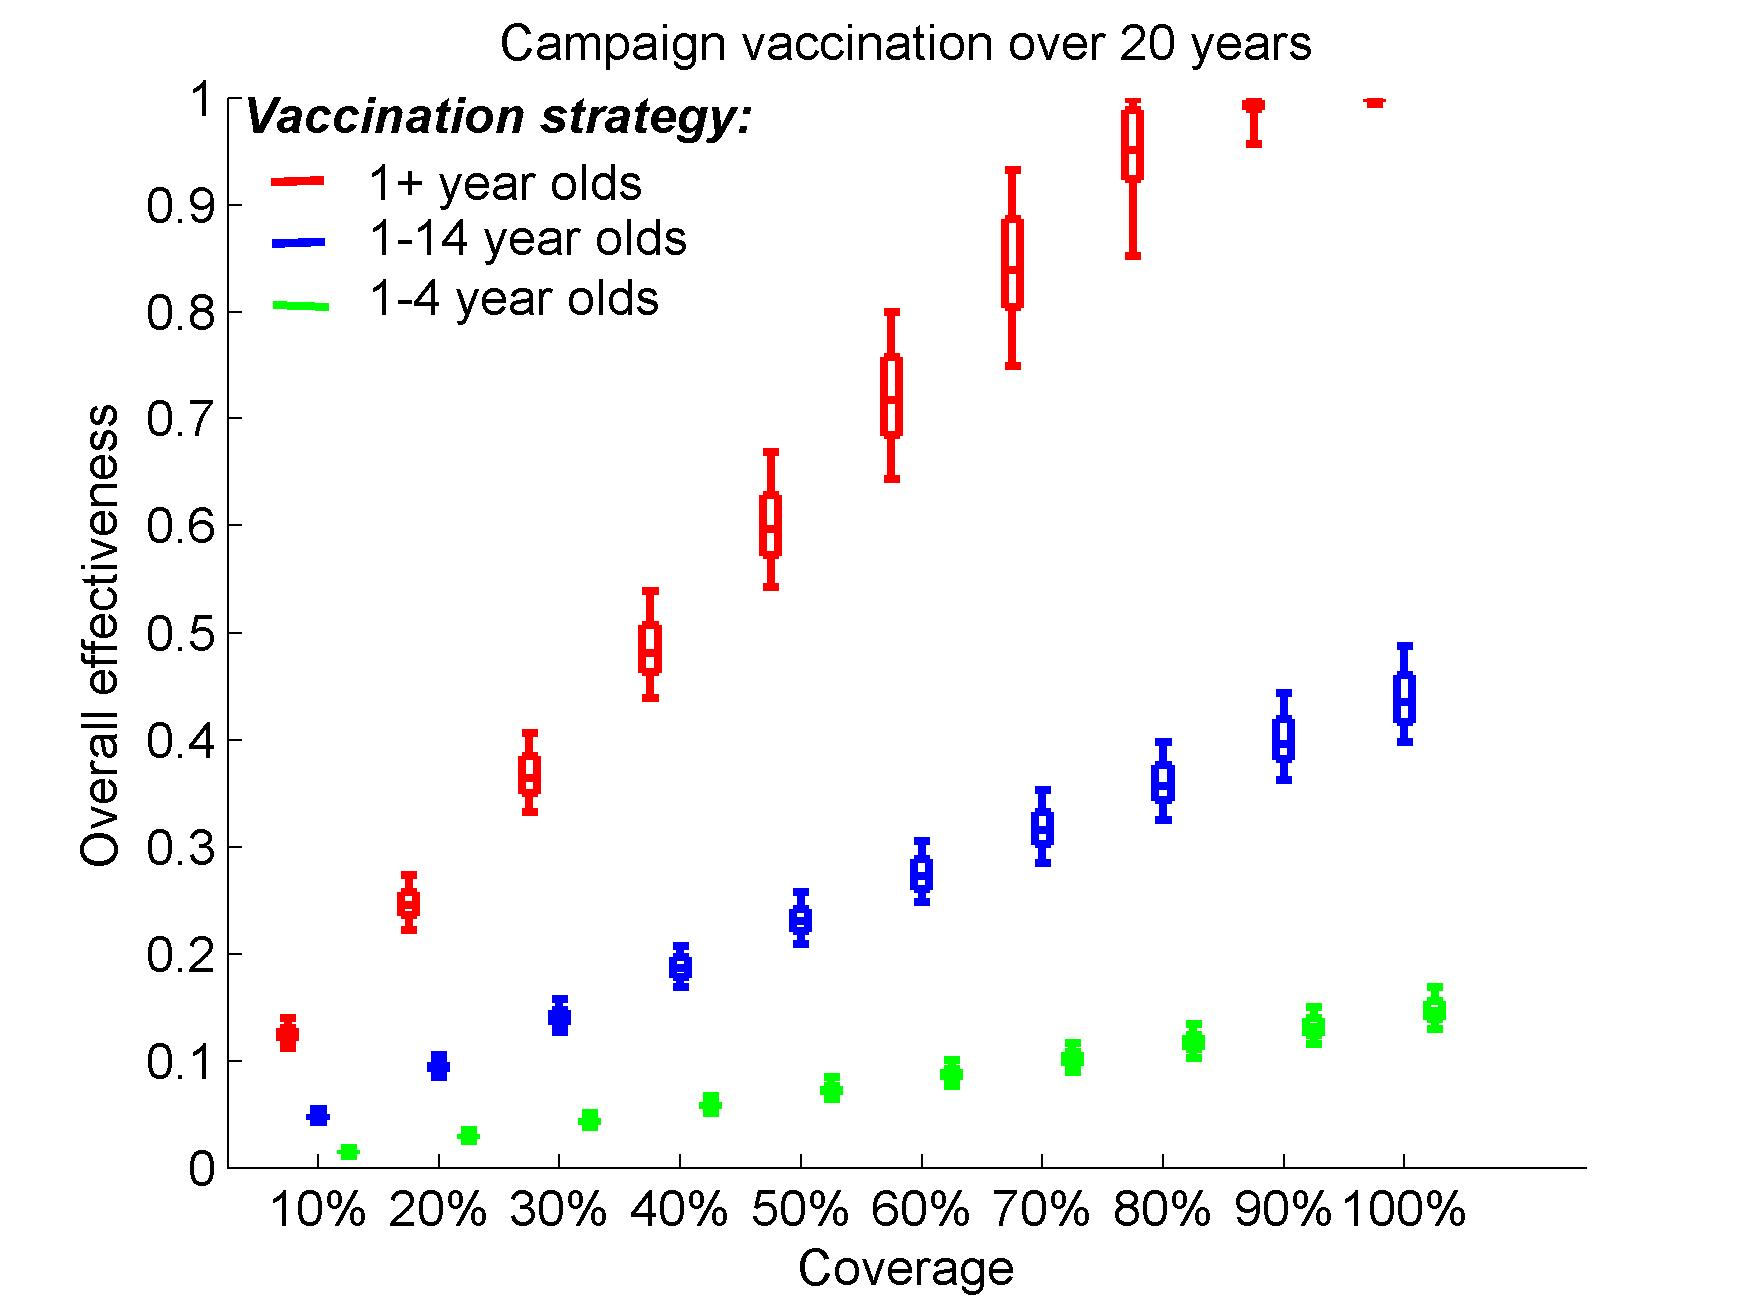 Campaign vaccination over 20 years
Vaccination strategy:
1+ year olds
1-14 year olds
1-4 year olds
Overall effectiveness
1
0.9
0.8
0.7
0.6
0.5
0.4
0.3
0.2
0.1
0
10% 20% 30% 40% 50% 60% 70% 80% 90% 100%
Coverage